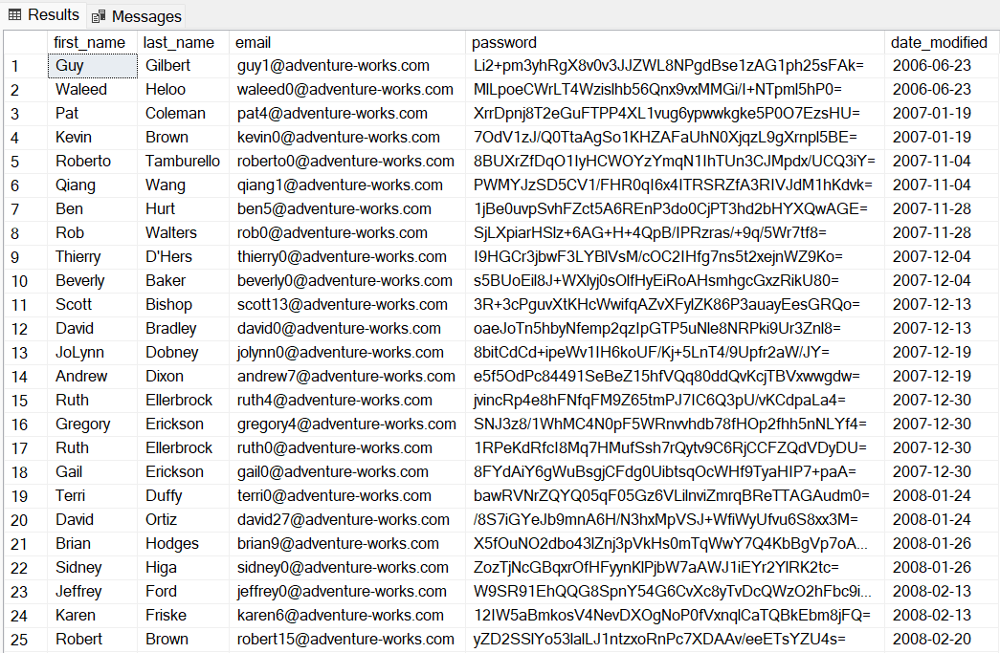 Results Messages
first_name last_name email password date_modified
1 Guy Gilbert guy1@adventure-works.com Li2+pm3yhRgX8v0v3JJZWL8NPgdBse1zAG1ph25sFAk= 2006-06-23
2 Waleed Heloo waleed0@adventure-works.com MlLpoeCWrLT4Wzislhb56Qnx9vxMMGi/I+NTpml5hP0= 2006-06-23
3 Pat Coleman pat4@adventure-works.com XrrDpnj8T2eGuFTPP4XL1vug6ypwwkgke5P0O7EzsHU= 2007-01-19
4 Kevin Brown kevin0@adventure-works.com 7OdV1zJ/Q0TtaAgSo1KHZAFaUhN0XjqzL9gXrnpl5BE= 2007-01-19
5 Roberto Tamburello roberto0@adventure-works.com 8BUXrZfDqO1IyHCWOYzYmqN1IhTUn3CJMpdx/UCQ3iY= 2007-11-04
6 Qiang Wang qiang1@adventure-works.com PWMYJzSD5CV1/FHR0qI6x4ITRSRZfA3RIVJdM1hKdvk= 2007-11-04
7 Ben Hurt ben5@adventure-works.com 1jBe0uvpSvhFZct5A6REnP3do0CjPT3hd2bHYXQwAGE= 2007-11-28
8 Rob Walters rob0@adventure-works.com SjLXpiarHSlz+6AG+H+4QpB/IPRzras/+9q/5Wr7tf8= 2007-11-28
9 Thierry D'Hers thierry0@adventure-works.com I9HGCr3jbwF3LYBlVsM/cOC2IHfg7ns5t2xejnWZ9Ko= 2007-12-04
10 Beverly Baker beverly0@adventure-works.com s5BUoEil8J+WXlyj0sOlfHyEiRoAHsmhgcGxzRikU80= 2007-12-04
11 Scott Bishop scott13@adventure-works.com 3R+3cPguvXtKHcWwifqAZvXFylZK86P3auayEesGRQo= 2007-12-13
12 David Bradley david0@adventure-works.com oaeJoTn5hbyNfemp2qzIpGTP5uNle8NRPki9Ur3Znl8= 2007-12-13
13 JoLynn Dobney jolynn0@adventure-works.com 8bitCdCd+ipeWv1IH6koUF/Kj+5LnT4/9Upfr2aW/JY= 2007-12-19
14 Andrew Dixon andrew7@adventure-works.com e5f5OdPc84491SeBeZ15hfVQq80ddQvKcjTBVxwwgdw= 2007-12-19
15 Ruth Ellerbrock ruth4@adventure-works.com jvincRp4e8hFNfqFM9Z65tmPJ7IC6Q3pU/vKCdpaLa4= 2007-12-30
16 Gregory Erickson gregory4@adventure-works.com SNJ3z8/1WhMC4N0pF5WRnvvhdb78fHOp2fhh5nNLYf4= 2007-12-30
17 Ruth Ellerbrock ruth0@adventure-works.com 1RPeKdRfcI8Mq7HMufSsh7rQytv9C6RjCCFZQdVDyDU= 2007-12-30
18 Gail Erickson gail0@adventure-works.com 8FYdAiY6gWuBsgjCFdg0UibtsqOcWHf9TyaHIP7+paA= 2007-12-30
19 Terri Duffy terri0@adventure-works.com bawRVNrZQYQ05qF05Gz6VLilnviZmrqBReTTAGAudm0= 2008-01-24
20 David Ortiz david27@adventure-works.com /8S7iGYeJb9mnA6H/N3hxMpVSJ+WfiWyUfvu6S8xx3M= 2008-01-24
21 Brian Hodges brian9@adventure-works.com X5fOuNO2dbo43lZnj3pVkHs0mTqWwY7Q4KbBgVp7oA... 2008-01-26
22 Sidney Higa sidney0@adventure-works.com ZozTjNcGBqxrOfHFyynKlPjbW7aAWJ1iEYr2YlRK2tc= 2008-01-26
23 Jeffrey Ford jeffrey0@adventure-works.com W9SR91EhQQG8SpnY54G6CvXc8yTvDcQWzO2hFbc9i... 2008-02-13
24 Karen Friske karen6@adventure-works.com 12IW5aBmkosV4NevDXOgNoP0fVxnqlCaTQBkEbm8jFQ= 2008-02-13
25 Robert Brown robert15@adventure-works.com yZD2SSlYo53lalLJ1ntzxoRnPc7XDAAv/eeETsYZU4s= 2008-02-20